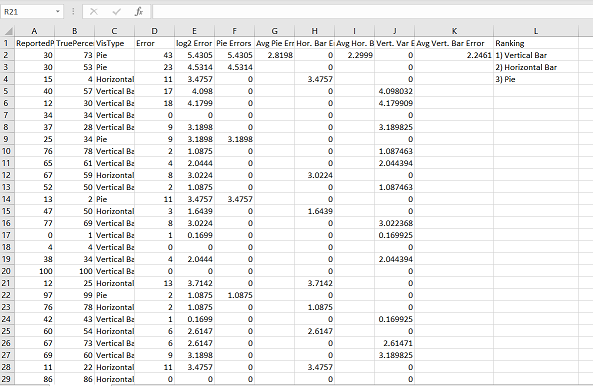 R21 fx
A B C D E F G H I J K L
1 ReportedP TruePerce VisType Error log2 Error Pie Errors Avg Pie Err Hor. Bar E Avg Hor. B Vert. Var E Avg Vert. Bar Error Ranking
2 30 73 Pie 43 5.4305 5.4305 2.8198 0 2.2999 0 2.2461 1) Vertical Bar
3 30 53 Pie 23 4.5314 4.5314 0 0 2) Horizontal Bar
4 15 4 Horizontal 11 3.4757 0 3.4757 0 3) Pie
5 40 57 Vertical Ba 17 4.098 0 0 4.098032
6 12 30 Vertical Ba 18 4.1799 0 0 4.179909
7 34 34 Vertical Ba 0 0 0 0 0
8 37 28 Vertical Ba 9 3.1898 0 0 3.189825
9 25 34 Pie 9 3.1898 3.1898 0 0
10 76 78 Vertical Ba 2 1.0875 0 0 1.087463
11 65 61 Vertical Ba 4 2.0444 0 0 2.044394
12 67 59 Horizontal 8 3.0224 0 3.0224 0
13 52 50 Vertical Ba 2 1.0875 0 0 1.087463
14 13 2 Pie 11 3.4757 3.4757 0 0
15 47 50 Horizontal 3 1.6439 0 1.6439 0
16 77 69 Vertical Ba 8 3.0224 0 0 3.022368
17 0 1 Vertical Ba 1 0.1699 0 0 0.169925
18 4 4 Vertical Ba 0 0 0 0 0
19 38 34 Vertical Ba 4 2.0444 0 0 2.044394
20 100 100 Vertical Ba 0 0 0 0 0
21 12 25 Horizontal 13 3.7142 0 3.7142 0
22 97 99 Pie 2 1.0875 1.0875 0 0
23 76 78 Horizontal 2 1.0875 0 1.0875 0
24 42 43 Vertical Ba 1 0.1699 0 0 0.169925
25 60 54 Horizontal 6 2.6147 0 2.6147 0
26 67 73 Vertical Ba 6 2.6147 0 0 2.61471
27 69 60 Vertical Ba 9 3.1898 0 0 3.189825
28 11 22 Horizontal 11 3.4757 0 3.4757 0
29 86 86 Horizontal 0 0 0 0 0